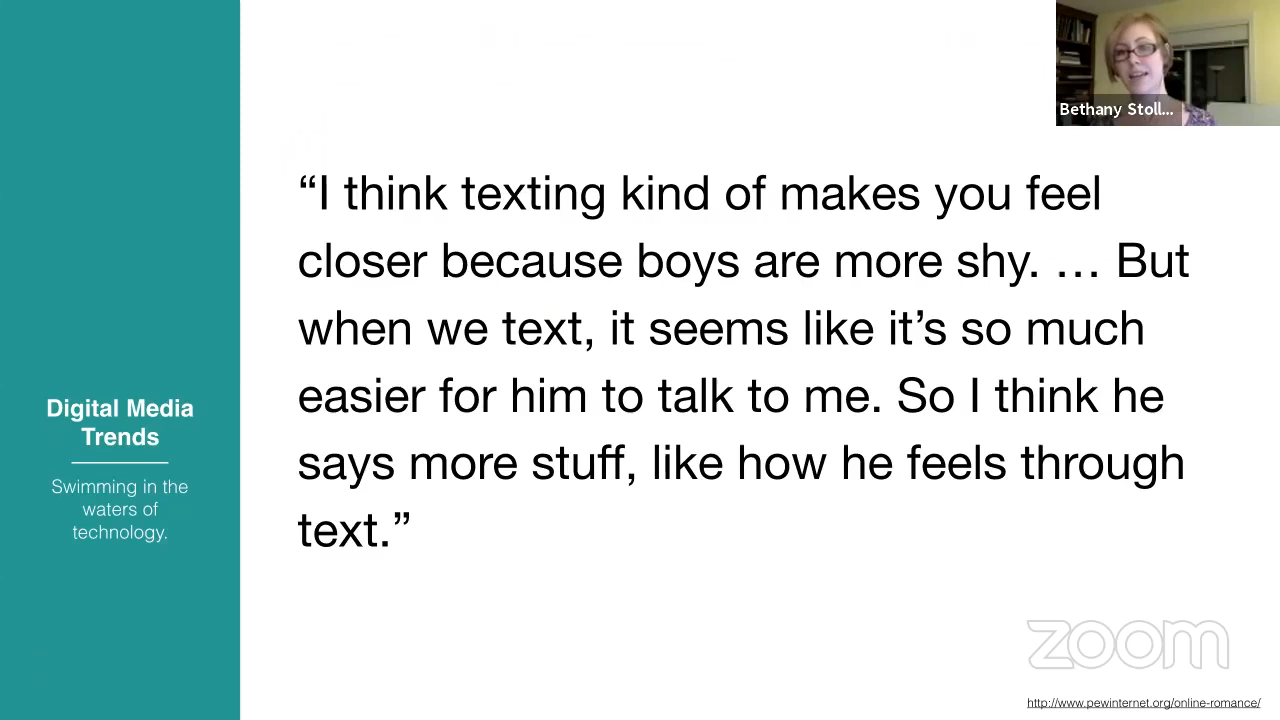 Bethany Stoll...
“I think texting kind of makes you feel
closer because boys are more shy. … But
when we text, it seems like it’s so much
easier for him to talk to me. So I think he
says more stuff, like how he feels through
text.”
Digital Media
Trends
Swimming in the
waters of
technology.
zoom
http://www.pewinternet.org/online-romance/